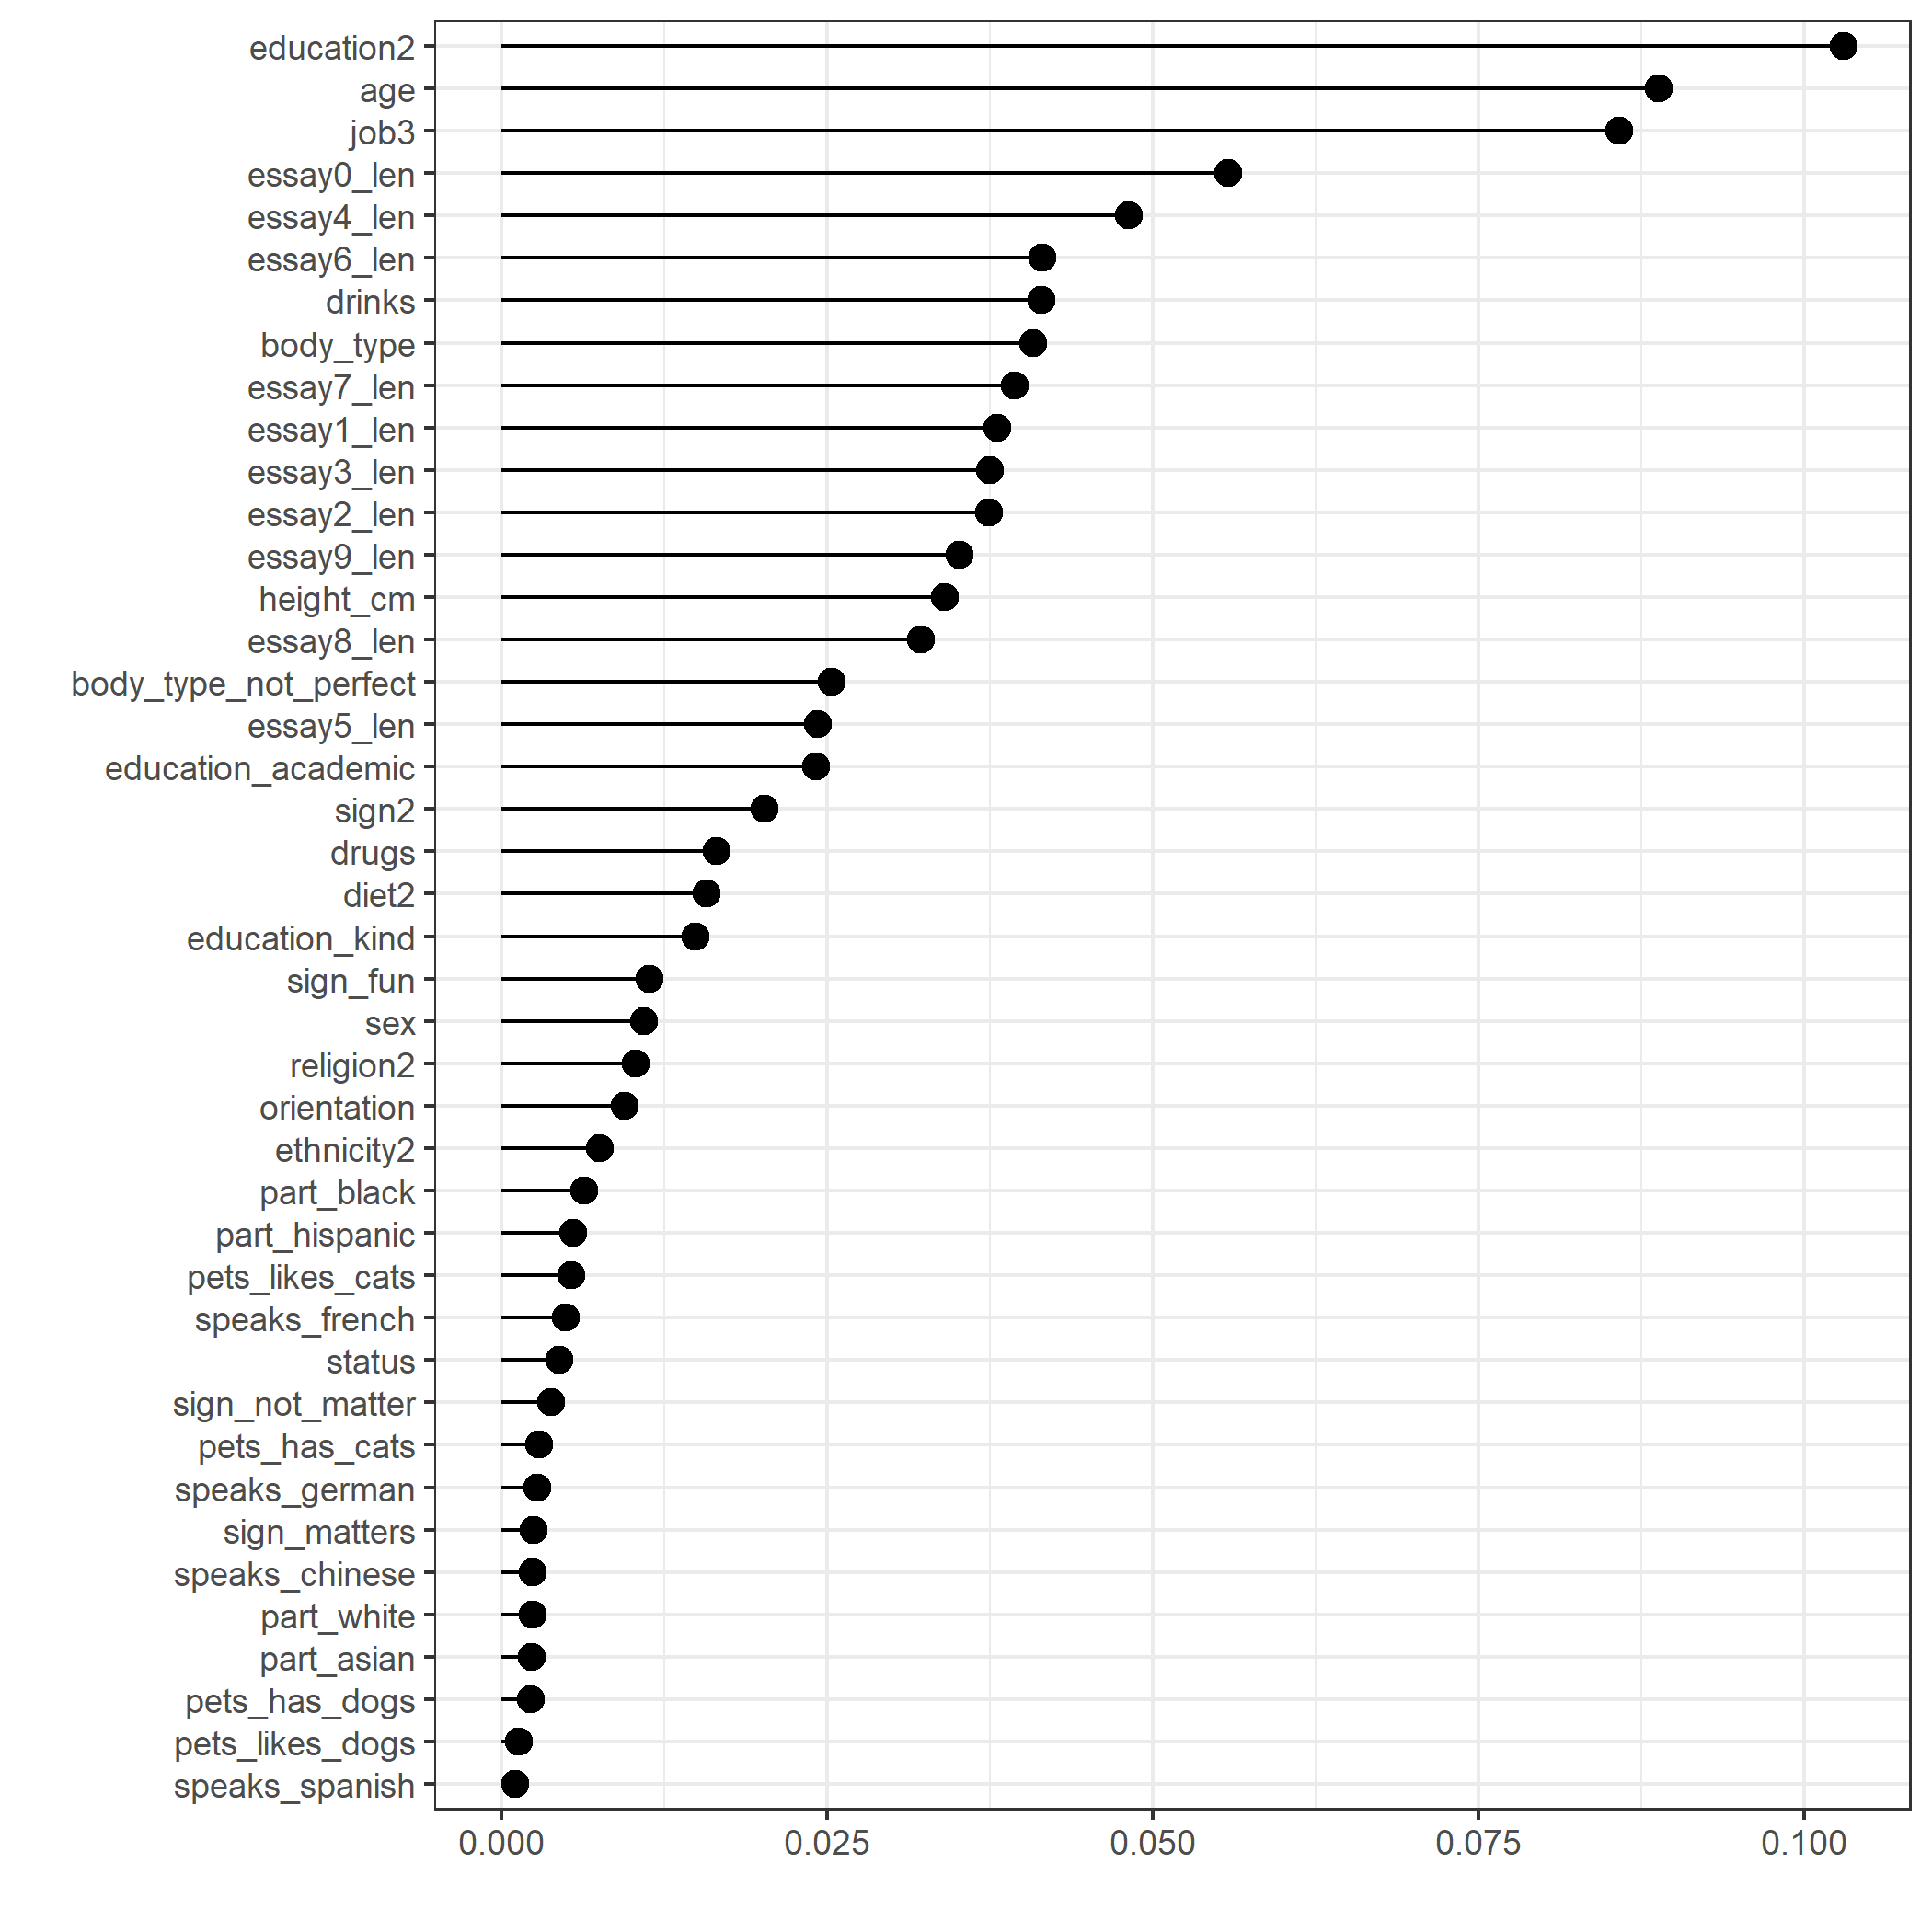 education2
age
job3
essay0_len
essay4_len
essay6_len
drinks
body_type
essay7_len
essay1_len
essay3_len
essay2_len
essay9_len
height_cm
essay8_len
body_type_not_perfect
essay5_len
education_academic
sign2
drugs
diet2
education_kind
sign_fun
sex
religion2
orientation
ethnicity2
part_black
part_hispanic
pets_likes_cats
speaks_french
status
sign_not_matter
pets_has_cats
speaks_german
sign_matters
speaks_chinese
part_white
part_asian
pets_has_dogs
pets_likes_dogs
speaks_spanish
0.000 0.025 0.050 0.075 0.100